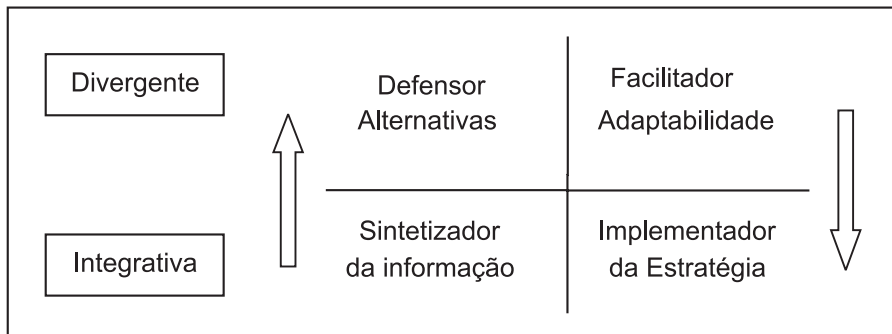 Divergente
Defensor
Alternativas
Facilitador
Adaptabilidade
Integrativa
Sintetizador
da informação
Implementador
da Estratégia